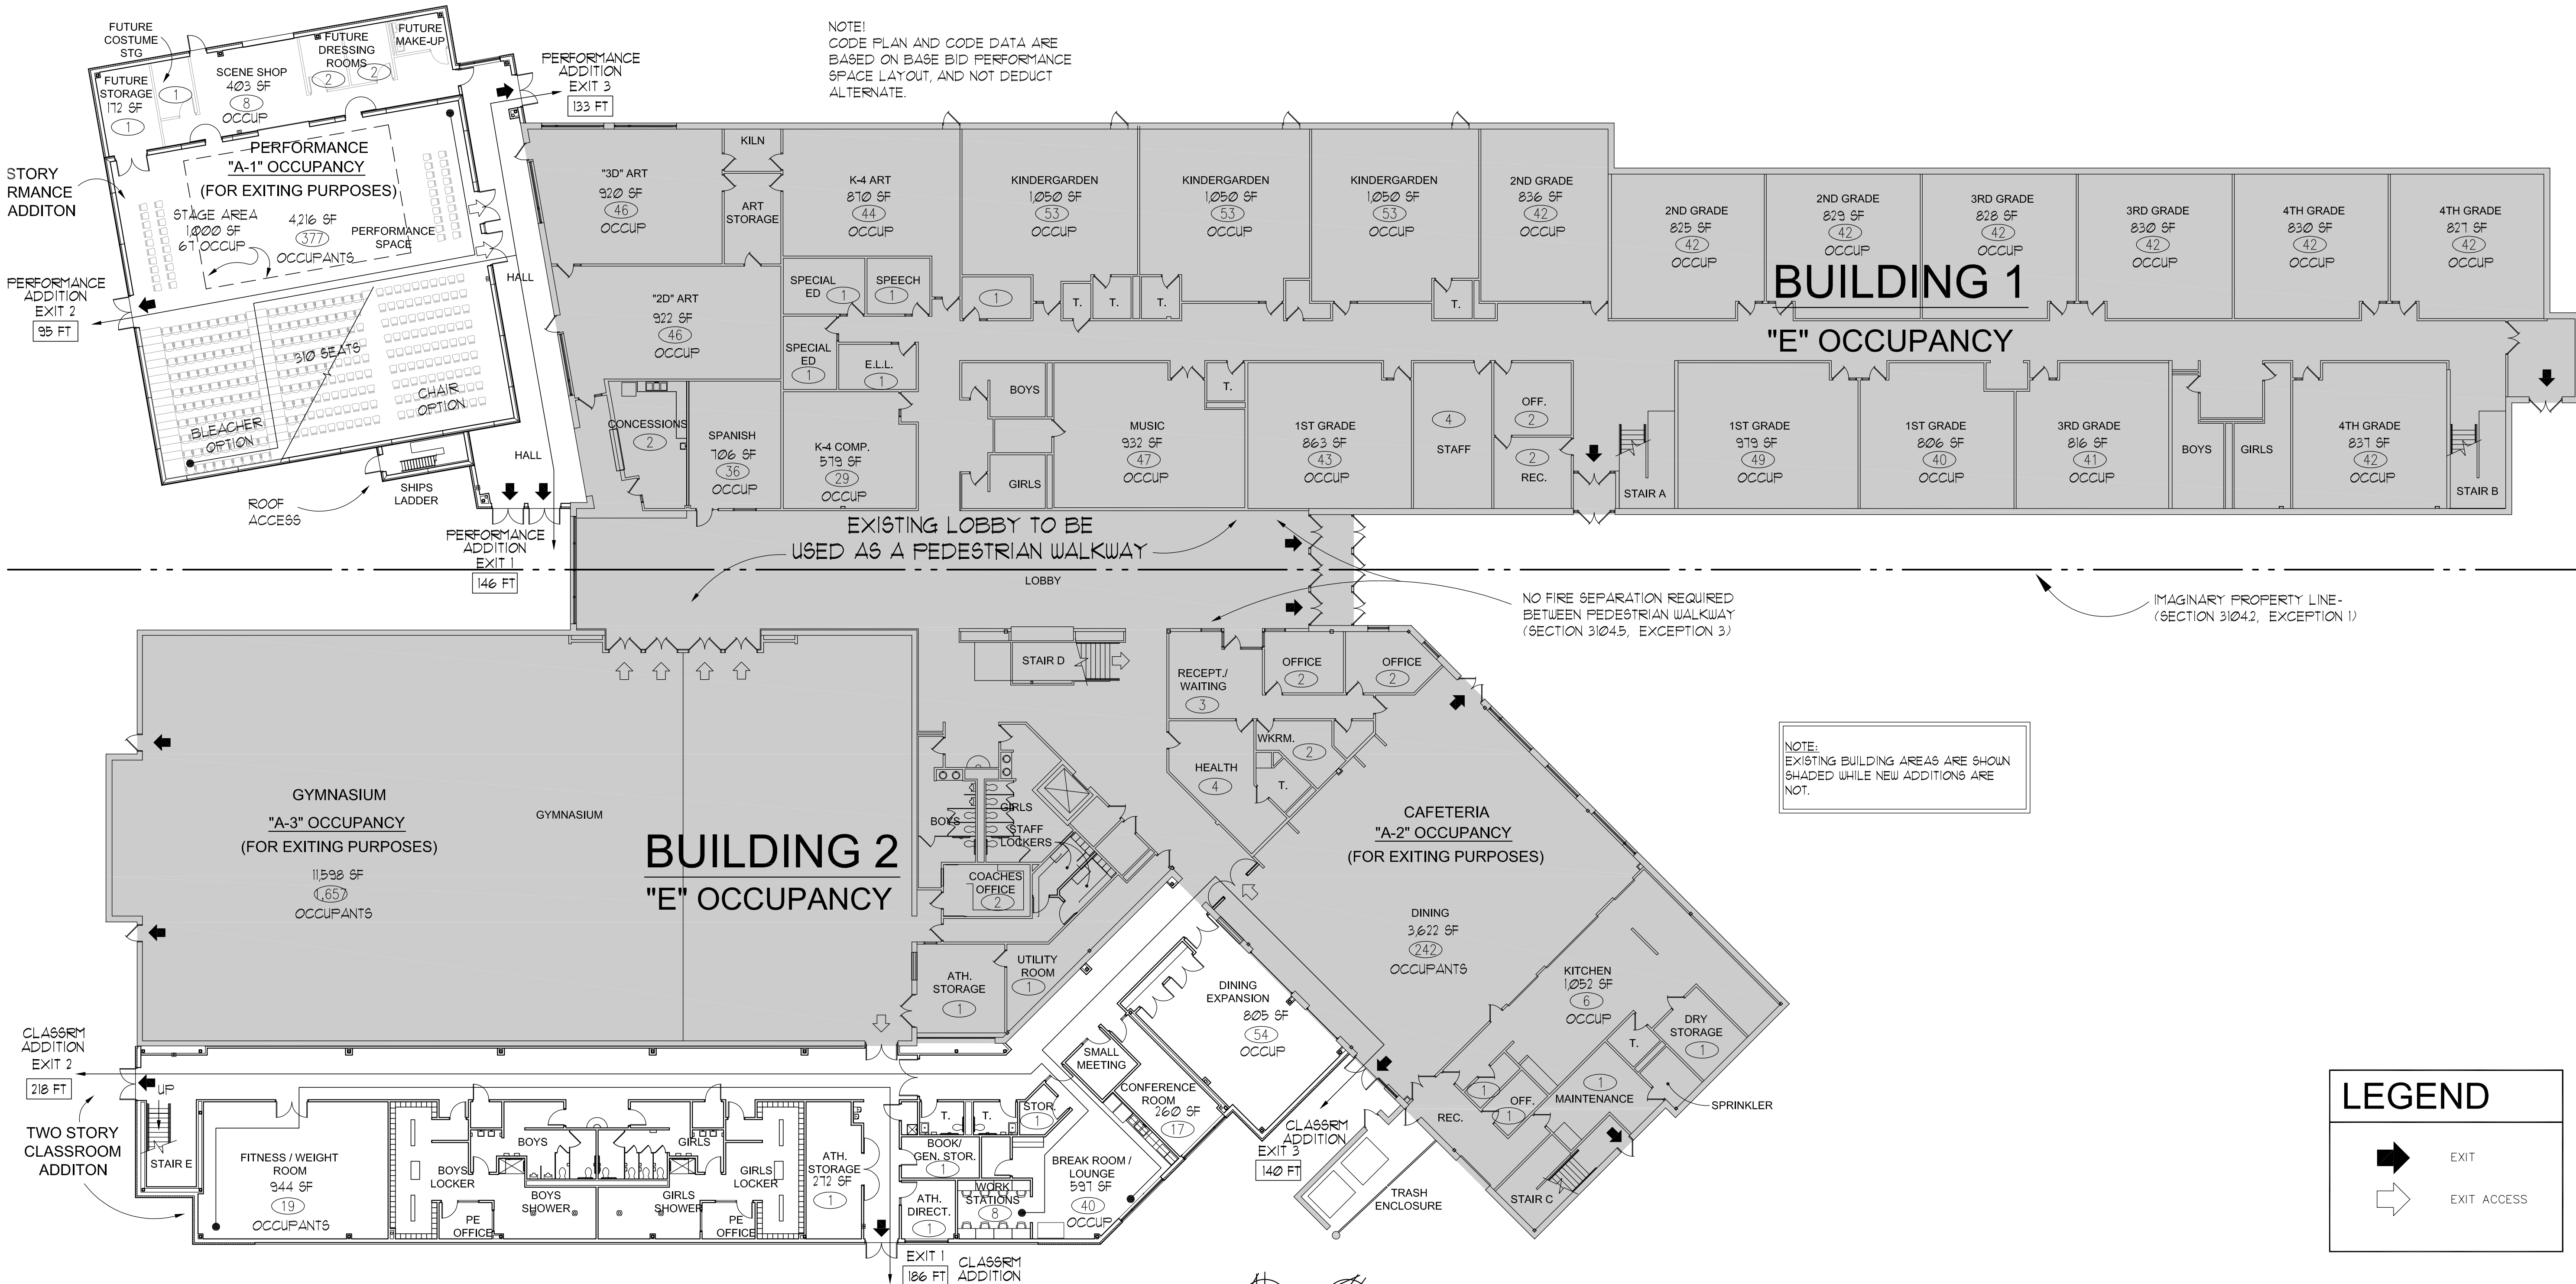 NOTE!
CODE PLAN AND CODE DATA ARE
BASED ON BASE BID PERFORMANCE
SPACE LAYOUT, AND NOT DEDUCT
ALTERNATE.
FUTURE
COSTUME
STG
FUTURE
DRESSING
ROOMS
2
2
FUTURE
MAKE-UP
FUTURE
STORAGE
172 SF
1
1
SCENE SHOP
403 SF
8
OCCUP
PERFORMANCE
ADDITION
EXIT 3
133 FT
STORY
RMANCE
ADDITON
PERFORMANCE
"A-1" OCCUPANCY
(FOR EXITING PURPOSES)
STAGE AREA
1,000 SF
67 OCCUP
4,216 SF
377
OCCUPANTS
PERFORMANCE
SPACE
PERFORMANCE
ADDITION
EXIT 2
95 FT
HALL
310 SEATS
CHAIR
OPTION
BLEACHER
OPTION
HALL
SHIPS
LADDER
ROOF
ACCESS
PERFORMANCE
ADDITION
EXIT 1
146 FT
"3D" ART
920 SF
46
OCCUP
KILN
ART
STORAGE
K-4 ART
870 SF
44
OCCUP
KINDERGARDEN
1,050 SF
53
OCCUP
KINDERGARDEN
1,050 SF
53
OCCUP
KINDERGARDEN
1,050 SF
53
OCCUP
2ND GRADE
836 SF
42
OCCUP
2ND GRADE
825 SF
42
OCCUP
2ND GRADE
829 SF
42
OCCUP
3RD GRADE
828 SF
42
OCCUP
3RD GRADE
830 SF
42
OCCUP
4TH GRADE
830 SF
42
OCCUP
4TH GRADE
827 SF
42
OCCUP
BUILDING 1
"E" OCCUPANCY
"2D" ART
922 SF
46
OCCUP
SPECIAL
ED
1
SPEECH
1
1
T.
T.
T.
T.
SPECIAL
ED
1
E.L.L.
1
CONCESSIONS
2
SPANISH
706 SF
36
OCCUP
K-4 COMP.
579 SF
29
OCCUP
BOYS
GIRLS
MUSIC
932 SF
47
OCCUP
T.
1ST GRADE
863 SF
43
OCCUP
4
STAFF
OFF.
2
2
REC.
STAIR A
1ST GRADE
979 SF
49
OCCUP
1ST GRADE
806 SF
40
OCCUP
3RD GRADE
816 SF
41
OCCUP
BOYS
GIRLS
4TH GRADE
837 SF
42
OCCUP
STAIR B
EXISTING LOBBY TO BE
USED AS A PEDESTRIAN WALKWAY
LOBBY
NO FIRE SEPARATION REQUIRED
BETWEEN PEDESTRIAN WALKWAY
(SECTION 3104.5, EXCEPTION 3)
IMAGINARY PROPERTY LINE-
(SECTION 3104.2, EXCEPTION 1)
STAIR D
RECEPT./
WAITING
3
OFFICE
2
OFFICE
2
WKRM.
2
HEALTH
4
T.
NOTE:
EXISTING BUILDING AREAS ARE SHOWN
SHADED WHILE NEW ADDITIONS ARE
NOT.
GYMNASIUM
"A-3" OCCUPANCY
(FOR EXITING PURPOSES)
11,598 SF
1,657
OCCUPANTS
GYMNASIUM
BUILDING 2
"E" OCCUPANCY
BOYS
GIRLS
STAFF
LOCKERS
COACHES
OFFICE
2
ATH.
STORAGE
1
UTILITY
ROOM
1
CAFETERIA
"A-2" OCCUPANCY
(FOR EXITING PURPOSES)
DINING
3,622 SF
242
OCCUPANTS
KITCHEN
1,052 SF
6
OCCUP
DRY
STORAGE
1
T.
1
MAINTENANCE
1
OFF.
1
REC.
SPRINKLER
STAIR C
TRASH
ENCLOSURE
DINING
EXPANSION
805 SF
54
OCCUP
SMALL
MEETING
CONFERENCE
ROOM
260 SF
17
CLASSRM
ADDITION
EXIT 3
140 FT
CLASSRM
ADDITION
EXIT 2
218 FT
TWO STORY
CLASSROOM
ADDITON
UP
STAIR E
FITNESS / WEIGHT
ROOM
944 SF
19
OCCUPANTS
BOYS
LOCKER
BOYS
BOYS
SHOWER
PE
OFFICE
GIRLS
GIRLS
SHOWER
GIRLS
LOCKER
PE
OFFICE
ATH.
STORAGE
272 SF
1
T.
T.
STOR.
1
BOOK/
GEN. STOR.
1
ATH.
DIRECT.
1
WORK
STATIONS
8
BREAK ROOM /
LOUNGE
597 SF
40
OCCUP
EXIT 1
186 FT
CLASSRM
ADDITION
LEGEND
EXIT
EXIT ACCESS